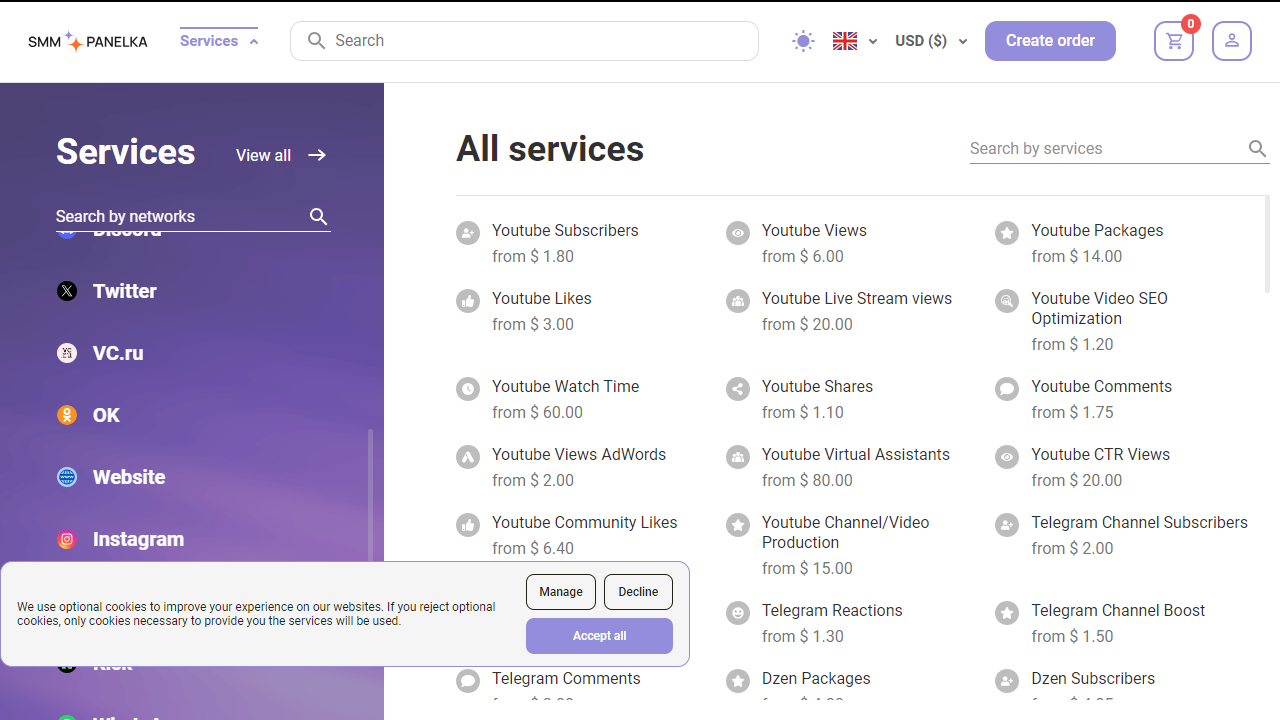 SMM PANELKA
Services
Search
USD ($)
Create order
0
Services
View all
Search by networks
Discord
Twitter
VC.ru
OK
Website
Instagram
All services
Search by services
Youtube Subscribers
from $ 1.80
Youtube Views
from $ 6.00
Youtube Packages
from $ 14.00
Youtube Likes
from $ 3.00
Youtube Live Stream views
from $ 20.00
Youtube Video SEO
Optimization
from $ 1.20
Youtube Watch Time
from $ 60.00
Youtube Shares
from $ 1.10
Youtube Comments
from $ 1.75
Youtube Views AdWords
from $ 2.00
Youtube Virtual Assistants
from $ 80.00
Youtube CTR Views
from $ 20.00
Youtube Community Likes
from $ 6.40
Youtube Channel/Video
Production
from $ 15.00
Telegram Channel Subscribers
from $ 2.00
Telegram Reactions
from $ 1.30
Telegram Channel Boost
from $ 1.50
Telegram Comments
Dzen Packages
Dzen Subscribers
We use optional cookies to improve your experience on our websites. If you reject optional
cookies, only cookies necessary to provide you the services will be used.
Manage
Decline
Accept all